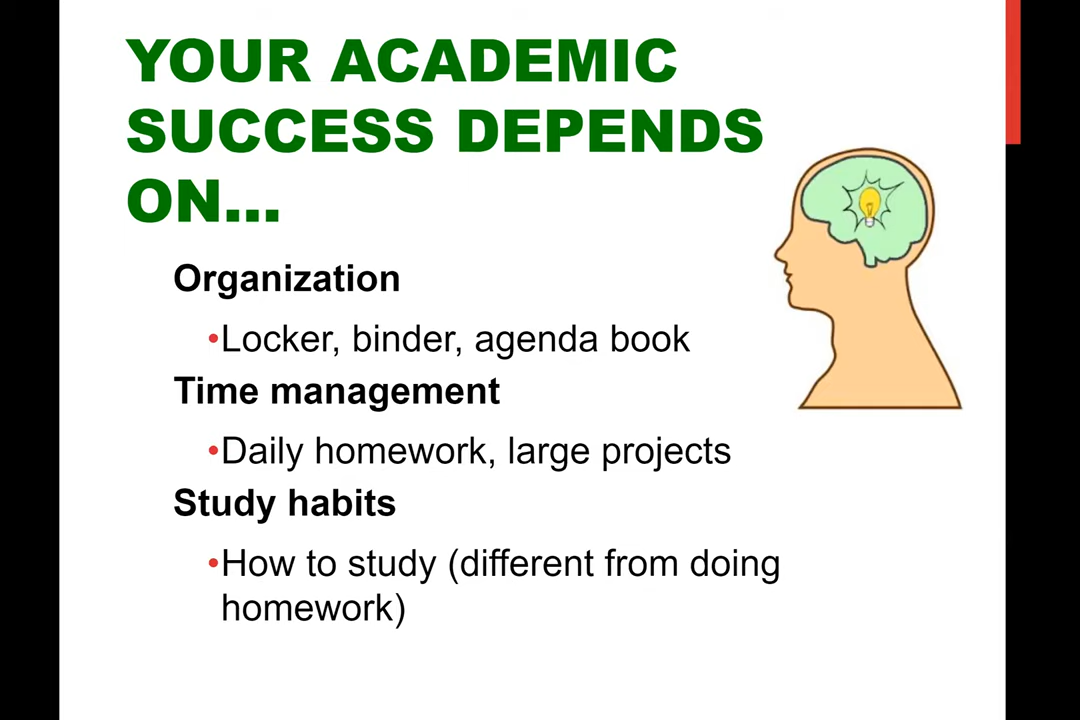 YOUR ACADEMIC
SUCCESS DEPENDS
ON...
Organization
•Locker, binder, agenda book
Time management
•Daily homework, large projects
Study habits
•How to study (different from doing
homework)